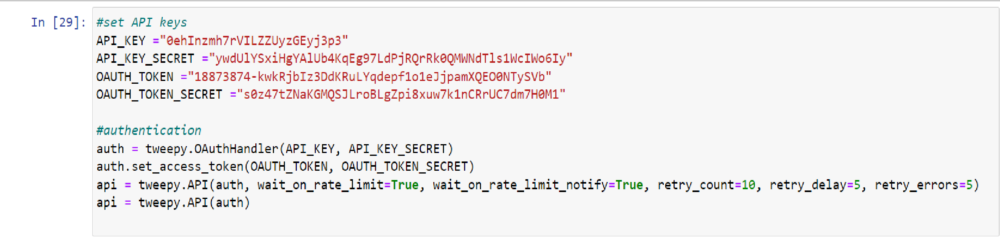 In [29]:
#set API keys
API_KEY ="0ehInzmh7rVILZZUyzGEyj3p3"
API_KEY_SECRET ="ywdUlYSxiHgYAlUb4KqEg97LdPjRQrRk0QMWNdTls1WcIWo6Iy"
OAUTH_TOKEN ="18873874-kwkRjbIz3DdKRuLYqdepf1o1eJjpamXQEO0NTySVb"
OAUTH_TOKEN_SECRET ="s0z47tZNaKGMQSJLroBLgZpi8xuw7k1nCRrUC7dm7H0M1"
#authentication
auth = tweepy.OAuthHandler(API_KEY, API_KEY_SECRET)
auth.set_access_token(OAUTH_TOKEN, OAUTH_TOKEN_SECRET)
api = tweepy.API(auth, wait_on_rate_limit=True, wait_on_rate_limit_notify=True, retry_count=10, retry_delay=5, retry_errors=5)
api = tweepy.API(auth)